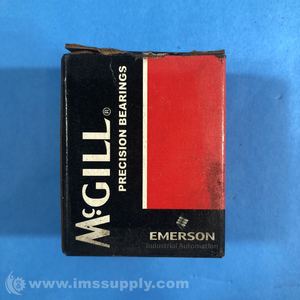 McGILL®
PRECISION BEARINGS
EMERSON
Industrial Automation
© www.imssupply.com